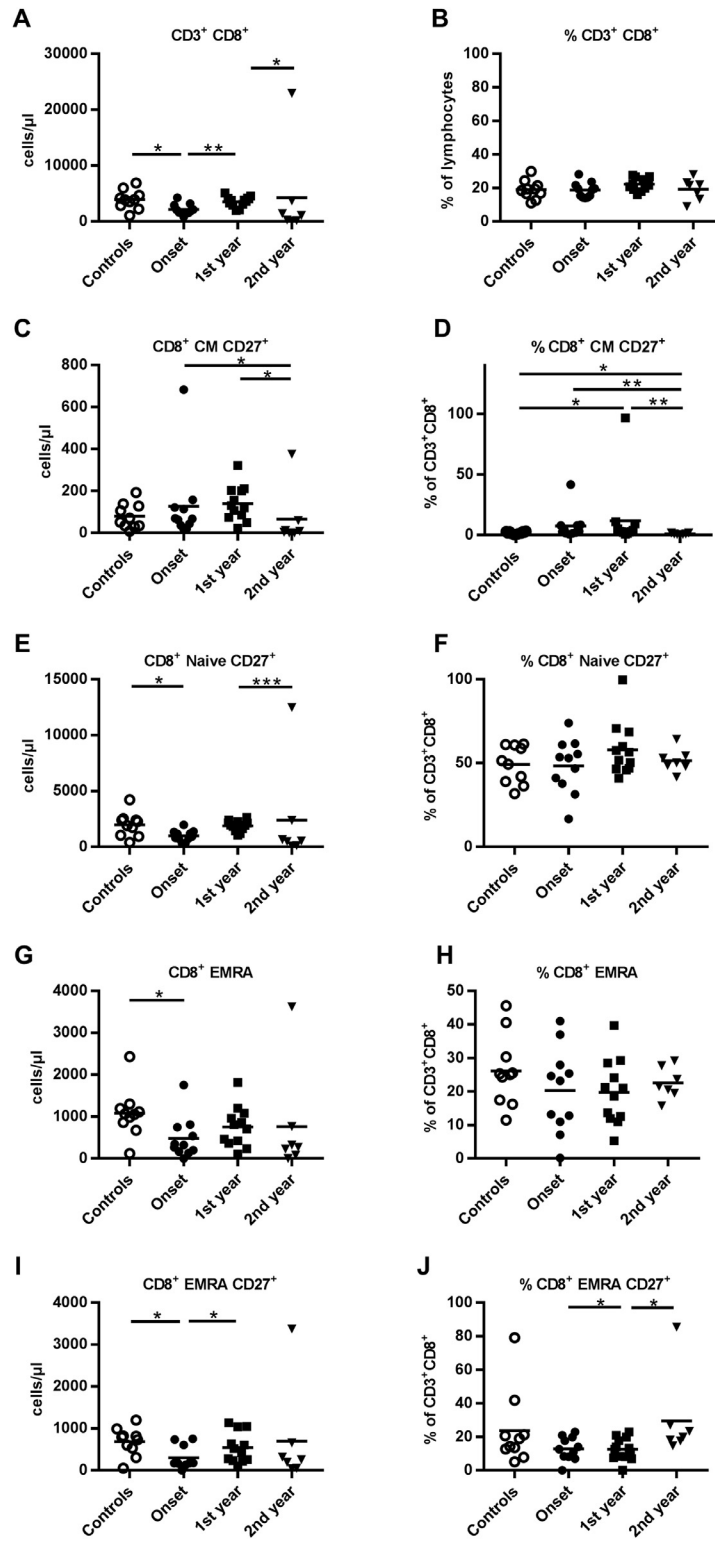 A
CD3⁺ CD8⁺
cells/µl
30000
20000
10000
0
*
**
*
Controls
Onset
1st year
2nd year
B
% CD3⁺ CD8⁺
% of lymphocytes
100
80
60
40
20
0
Controls
Onset
1st year
2nd year
C
CD8⁺ CM CD27⁺
cells/µl
800
600
400
200
0
*
*
Controls
Onset
1st year
2nd year
D
% CD8⁺ CM CD27⁺
% of CD3⁺CD8⁺
100
50
0
*
**
*
**
Controls
Onset
1st year
2nd year
E
CD8⁺ Naive CD27⁺
cells/µl
15000
10000
5000
0
*
***
Controls
Onset
1st year
2nd year
F
% CD8⁺ Naive CD27⁺
% of CD3⁺CD8⁺
100
50
0
Controls
Onset
1st year
2nd year
G
CD8⁺ EMRA
cells/µl
4000
3000
2000
1000
0
*
Controls
Onset
1st year
2nd year
H
% CD8⁺ EMRA
% of CD3⁺CD8⁺
50
40
30
20
10
0
Controls
Onset
1st year
2nd year
I
CD8⁺ EMRA CD27⁺
cells/µl
4000
3000
2000
1000
0
*
*
Controls
Onset
1st year
2nd year
J
% CD8⁺ EMRA CD27⁺
% of CD3⁺CD8⁺
100
80
60
40
20
0
*
*
Controls
Onset
1st year
2nd year